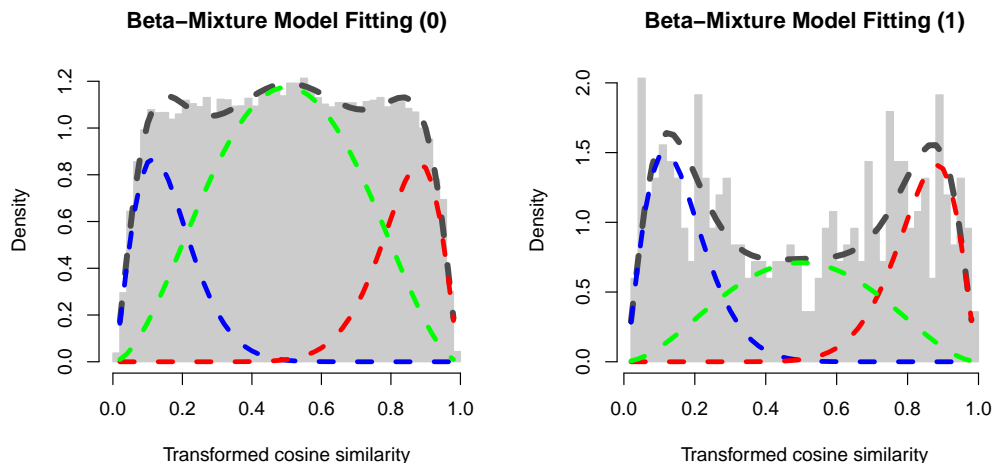 Beta−Mixture Model Fitting (0)
Density
0.0 0.2 0.4 0.6 0.8 1.0 1.2
0.0 0.2 0.4 0.6 0.8 1.0
Transformed cosine similarity
Beta−Mixture Model Fitting (1)
Density
0.0 0.5 1.0 1.5 2.0
0.0 0.2 0.4 0.6 0.8 1.0
Transformed cosine similarity